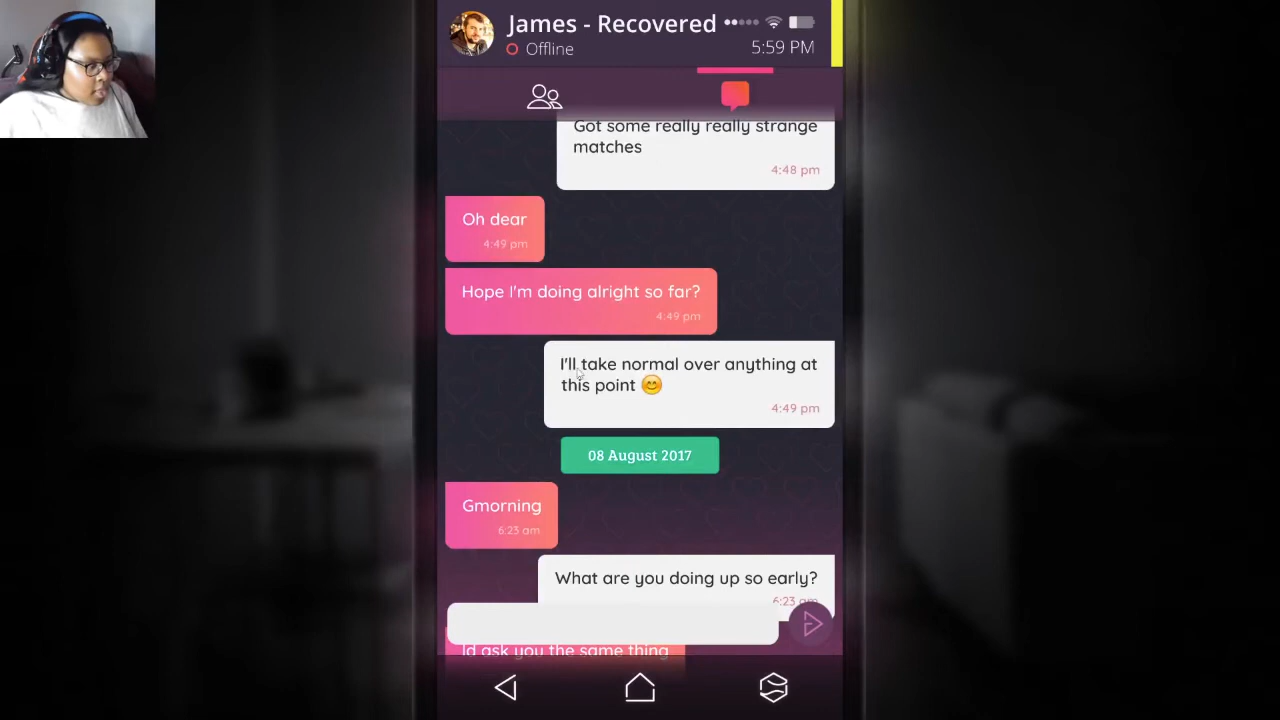 James - Recovered
Offline
5:59 PM
Got some really really strange
matches
4:48 pm
Oh dear
4:49 pm
Hope I'm doing alright so far?
4:49 pm
I'll take normal over anything at
this point 😊
4:49 pm
08 August 2017
Gmorning
6:23 am
What are you doing up so early?
6:23 am
Id ask you the same thing